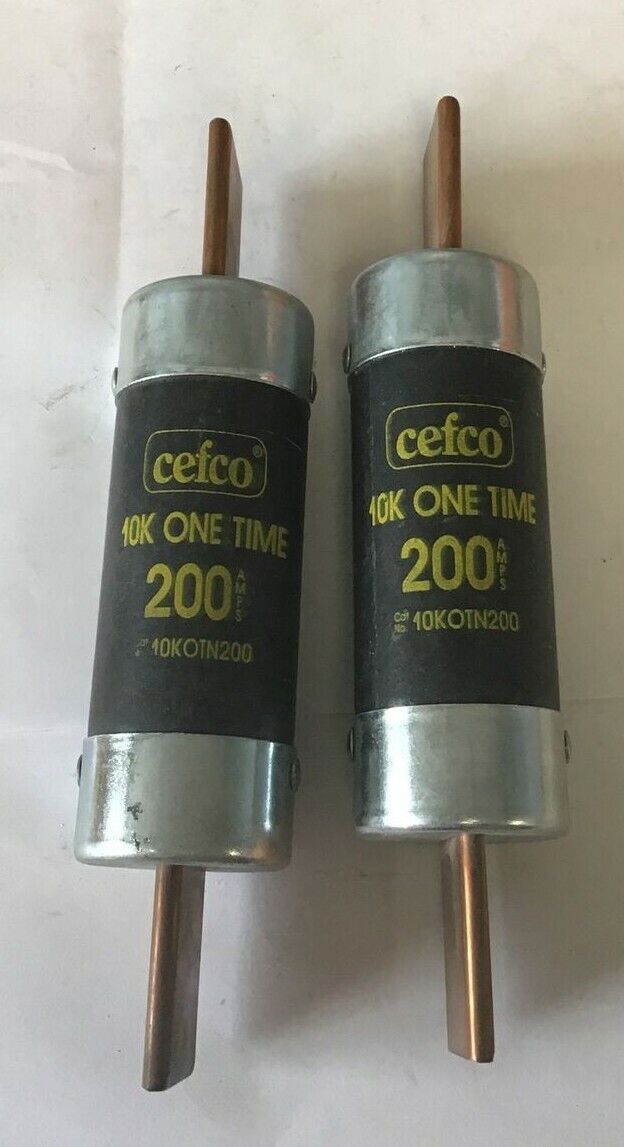 cefco®
10K ONE TIME
200 AMPS
10KOTN200
cefco®
10K ONE TIME
200 AMPS
Cat. No. 10KOTN200